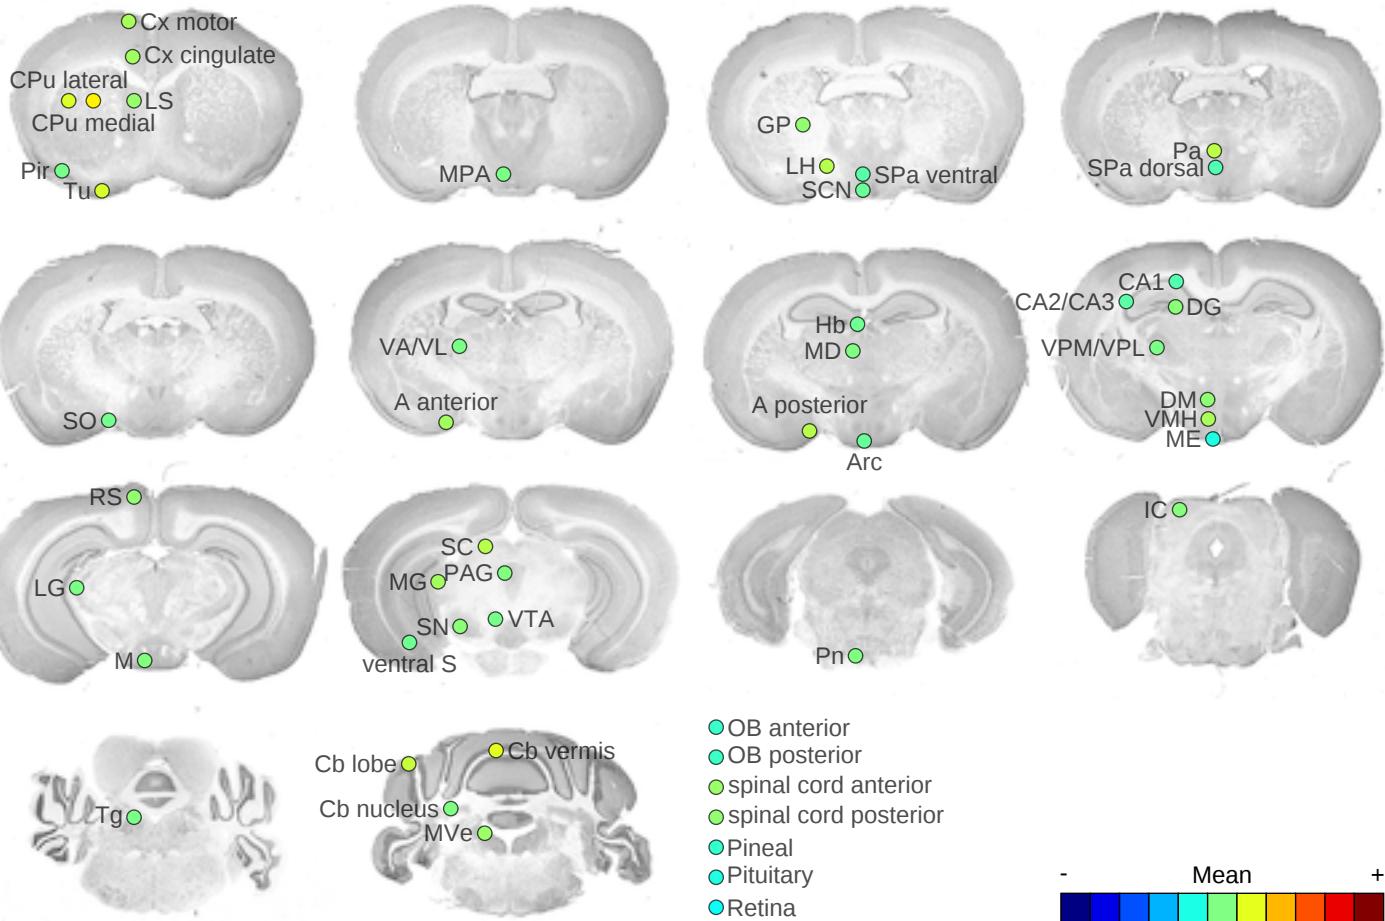 Cx motor
Cx cingulate
CPu lateral
LS
CPu medial
Pir
Tu
MPA
GP
LH
SPa ventral
SCN
Pa
SPa dorsal
SO
VA/VL
A anterior
Hb
MD
A posterior
Arc
CA1
CA2/CA3
DG
VPM/VPL
DM
VMH
ME
RS
LG
M
SC
MG
PAG
SN
VTA
ventral S
Pn
IC
Tg
Cb lobe
Cb vermis
Cb nucleus
MVe
OB anterior
OB posterior
spinal cord anterior
spinal cord posterior
Pineal
Pituitary
Retina
- Mean +